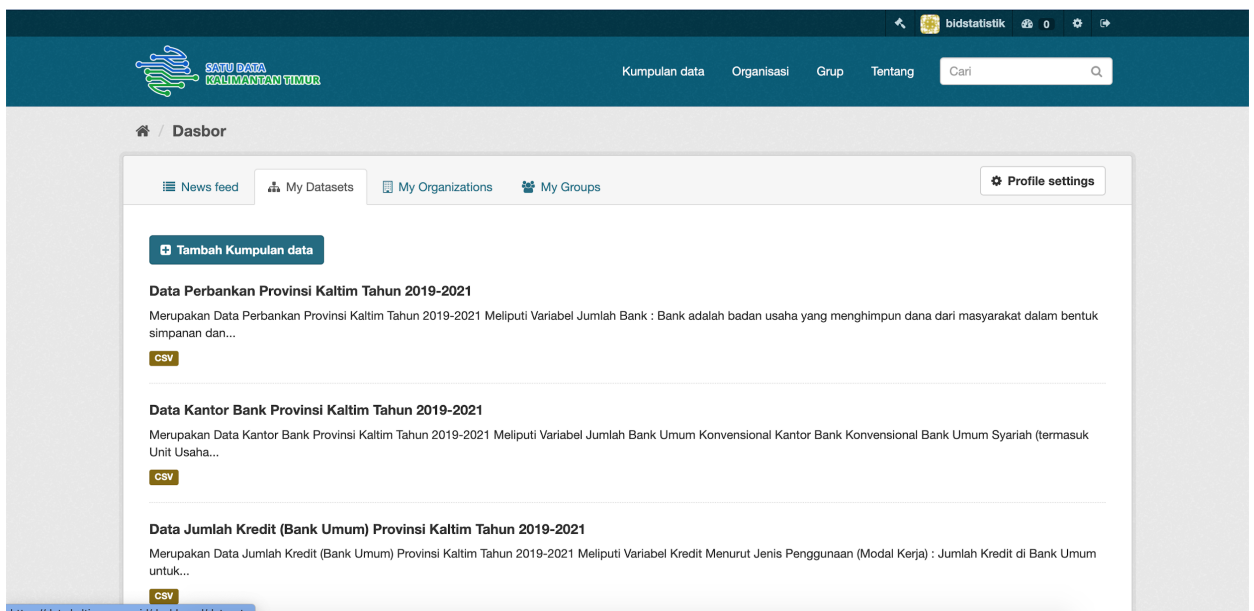 bidstatistik 0
SATU DATA
KALIMANTAN TIMUR
Kumpulan data Organisasi Grup Tentang Cari
/ Dasbor
News feed My Datasets My Organizations My Groups Profile settings
Tambah Kumpulan data
Data Perbankan Provinsi Kaltim Tahun 2019-2021
Merupakan Data Perbankan Provinsi Kaltim Tahun 2019-2021 Meliputi Variabel Jumlah Bank : Bank adalah badan usaha yang menghimpun dana dari masyarakat dalam bentuk
simpanan dan...
CSV
Data Kantor Bank Provinsi Kaltim Tahun 2019-2021
Merupakan Data Kantor Bank Provinsi Kaltim Tahun 2019-2021 Meliputi Variabel Jumlah Bank Umum Konvensional Kantor Bank Konvensional Bank Umum Syariah (termasuk
Unit Usaha...
CSV
Data Jumlah Kredit (Bank Umum) Provinsi Kaltim Tahun 2019-2021
Merupakan Data Jumlah Kredit (Bank Umum) Provinsi Kaltim Tahun 2019-2021 Meliputi Variabel Kredit Menurut Jenis Penggunaan (Modal Kerja) : Jumlah Kredit di Bank Umum
untuk...
CSV